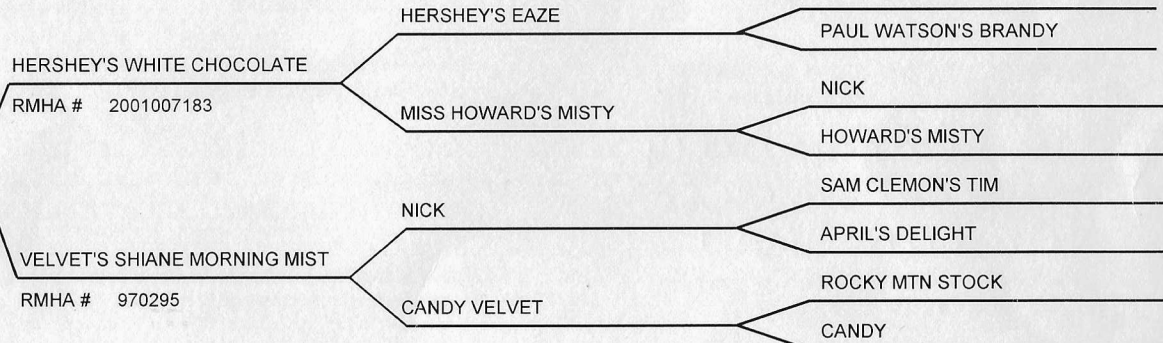 HERSHEY'S EAZE
PAUL WATSON'S BRANDY
HERSHEY'S WHITE CHOCOLATE
RMHA # 2001007183
NICK
MISS HOWARD'S MISTY
HOWARD'S MISTY
SAM CLEMON'S TIM
NICK
APRIL'S DELIGHT
VELVET'S SHIANE MORNING MIST
RMHA # 970295
ROCKY MTN STOCK
CANDY VELVET
CANDY